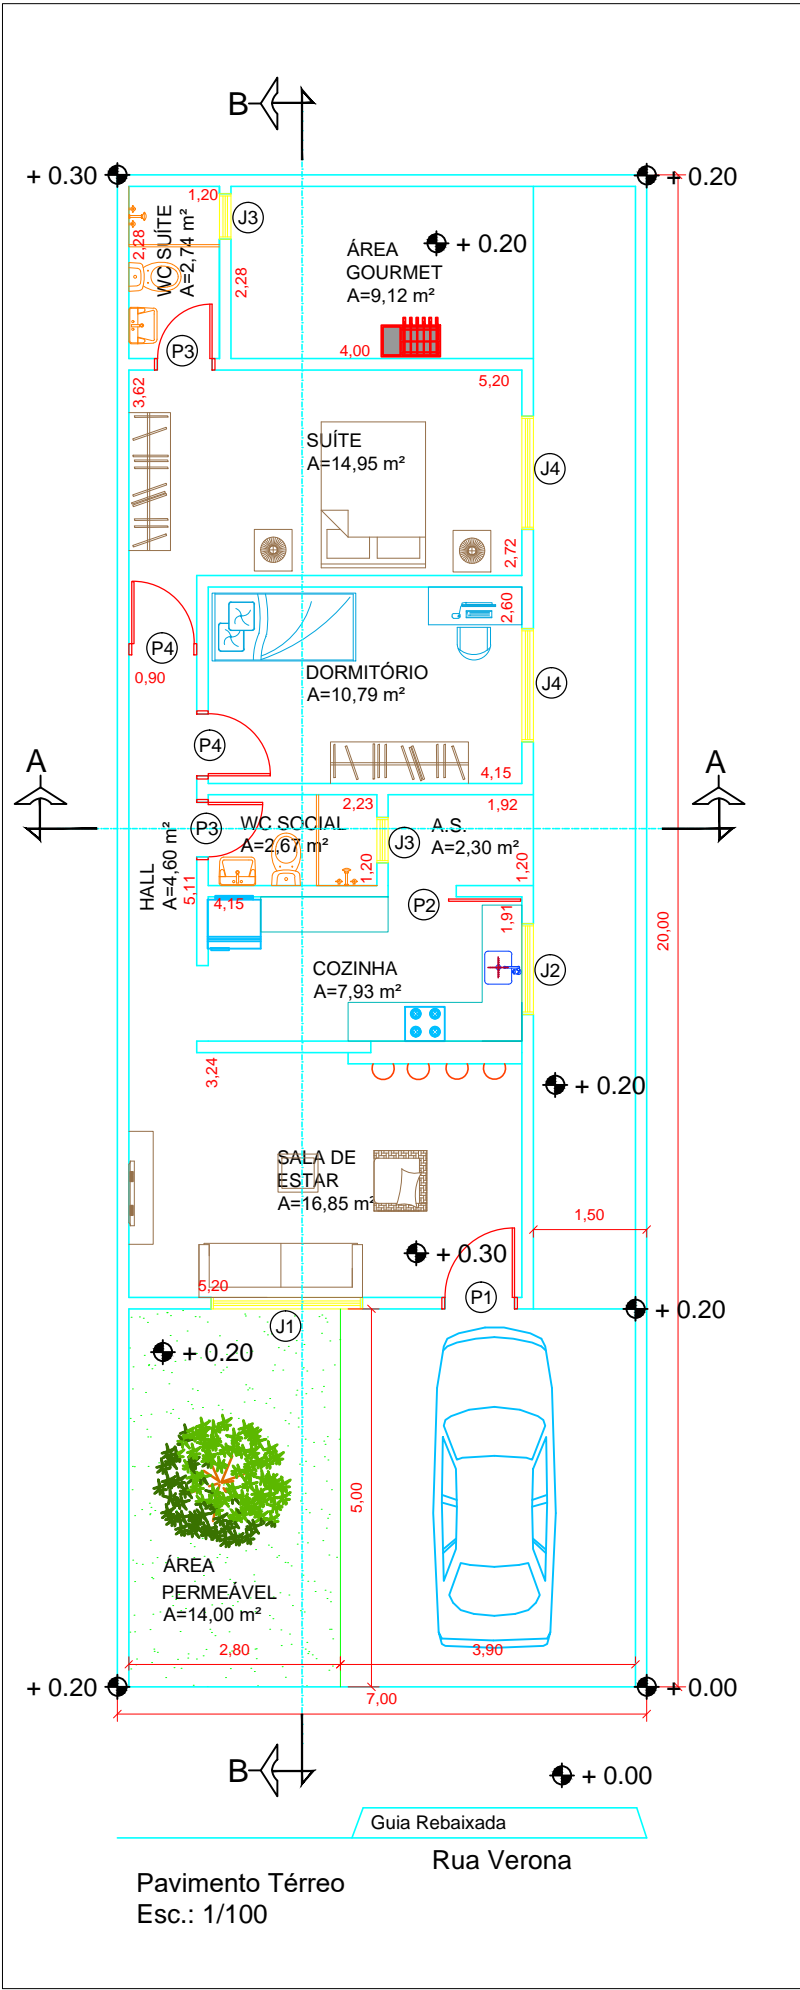 B
+ 0.30
+ 0.20
1,20
J3
2,28
WC SUÍTE
A=2,74 m²
2,28
ÁREA
GOURMET
A=9,12 m²
+ 0.20
P3
4,00
3,62
5,20
SUÍTE
A=14,95 m²
J4
2,72
2,60
P4
0,90
DORMITÓRIO
A=10,79 m²
J4
P4
4,15
A
A
2,23
1,92
P3
WC SOCIAL
A=2,67 m²
J3
A.S.
A=2,30 m²
1,20
1,20
HALL
A=4,60 m²
5,11
4,15
P2
1,91
20,00
COZINHA
A=7,93 m²
J2
3,24
+ 0.20
SALA DE
ESTAR
A=16,85 m²
1,50
+ 0.30
5,20
P1
J1
+ 0.20
+ 0.20
5,00
ÁREA
PERMEÁVEL
A=14,00 m²
2,80
3,90
+ 0.20
7,00
+ 0.00
B
+ 0.00
Guia Rebaixada
Rua Verona
Pavimento Térreo
Esc.: 1/100